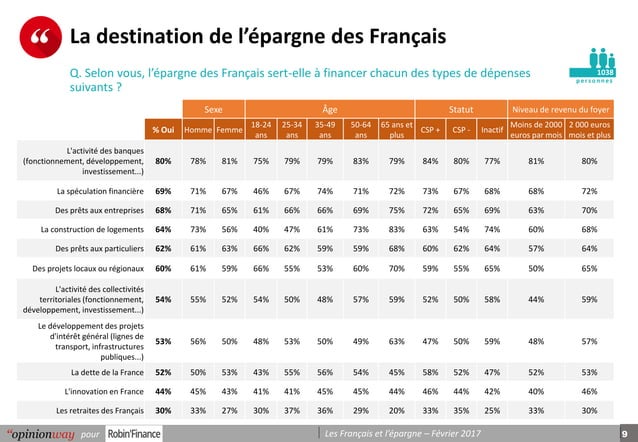 La destination de l'épargne des Français
Q. Selon vous, l'épargne des Français sert-elle à financer chacun des types de dépenses
suivants ?
1038
personnes
Sexe Âge Statut Niveau de revenu du foyer
% Oui Homme Femme 18-24 ans 25-34 ans 35-49 ans 50-64 ans 65 ans et plus CSP + CSP - Inactif Moins de 2000 euros par mois 2 000 euros mois et plus
L'activité des banques
(fonctionnement, développement, 80% 78% 81% 75% 79% 79% 83% 79% 84% 80% 77% 81% 80%
investissement...)
La spéculation financière 69% 71% 67% 46% 67% 74% 71% 72% 73% 67% 68% 68% 72%
Des prêts aux entreprises 68% 71% 65% 61% 66% 66% 69% 75% 72% 65% 69% 63% 70%
La construction de logements 64% 73% 56% 40% 47% 61% 73% 83% 63% 54% 74% 60% 68%
Des prêts aux particuliers 62% 61% 63% 66% 62% 59% 59% 68% 60% 62% 64% 57% 64%
Des projets locaux ou régionaux 60% 61% 59% 66% 55% 53% 60% 70% 59% 55% 65% 50% 65%
L'activité des collectivités
territoriales (fonctionnement, 54% 55% 52% 54% 50% 48% 57% 59% 52% 50% 58% 44% 59%
développement, investissement...)
Le développement des projets
d'intérêt général (lignes de 53% 56% 50% 48% 53% 50% 49% 63% 47% 50% 59% 48% 57%
transport, infrastructures
publiques...)
La dette de la France 52% 50% 53% 43% 55% 56% 54% 45% 58% 52% 47% 52% 53%
L'innovation en France 44% 45% 43% 41% 41% 45% 45% 44% 46% 44% 42% 40% 46%
Les retraites des Français 30% 33% 27% 30% 37% 36% 29% 20% 33% 35% 25% 33% 30%
“opinionway pour Robin'Finance Les Français et l'épargne – Février 2017 9